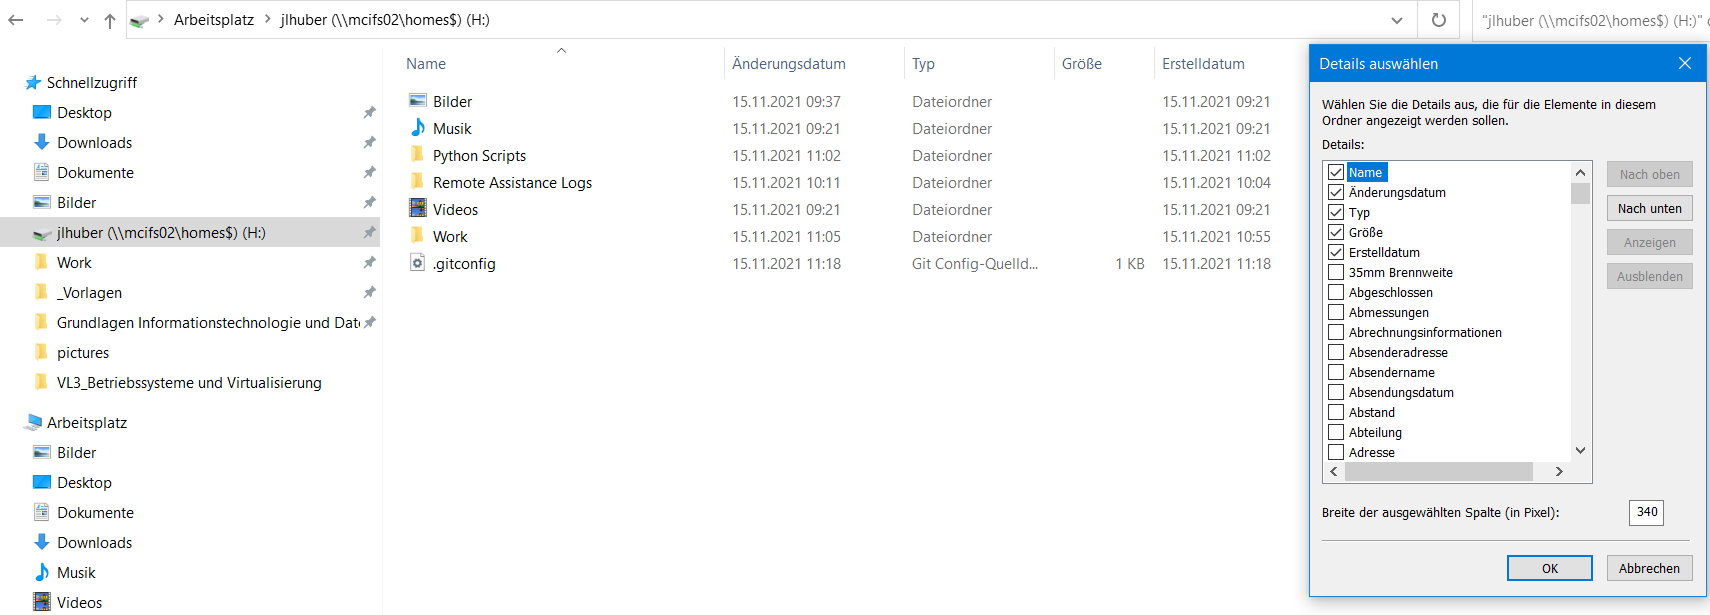 Arbeitsplatz > jlhuber (\\mcifs02\homes$) (H:)
"jlhuber (\\mcifs02\homes$) (H:)"
Schnellzugriff
Desktop
Downloads
Dokumente
Bilder
jlhuber (\\mcifs02\homes$) (H:)
Work
_Vorlagen
Grundlagen Informationstechnologie und Date
pictures
VL3_Betriebssysteme und Virtualisierung
Arbeitsplatz
Bilder
Desktop
Dokumente
Downloads
Musik
Videos
Name Änderungsdatum Typ Größe Erstelldatum
Bilder 15.11.2021 09:37 Dateiordner 15.11.2021 09:21
Musik 15.11.2021 09:21 Dateiordner 15.11.2021 09:21
Python Scripts 15.11.2021 11:02 Dateiordner 15.11.2021 11:02
Remote Assistance Logs 15.11.2021 10:11 Dateiordner 15.11.2021 10:04
Videos 15.11.2021 09:21 Dateiordner 15.11.2021 09:21
Work 15.11.2021 11:05 Dateiordner 15.11.2021 10:55
.gitconfig 15.11.2021 11:18 Git Config-Quelld... 1 KB 15.11.2021 11:18
Details auswählen
Wählen Sie die Details aus, die für die Elemente in diesem
Ordner angezeigt werden sollen.
Details:
Name
Änderungsdatum
Typ
Größe
Erstelldatum
35mm Brennweite
Abgeschlossen
Abmessungen
Abrechnungsinformationen
Absenderadresse
Absendername
Absendungsdatum
Abstand
Abteilung
Adresse
Nach oben
Nach unten
Anzeigen
Ausblenden
Breite der ausgewählten Spalte (in Pixel): 340
OK Abbrechen